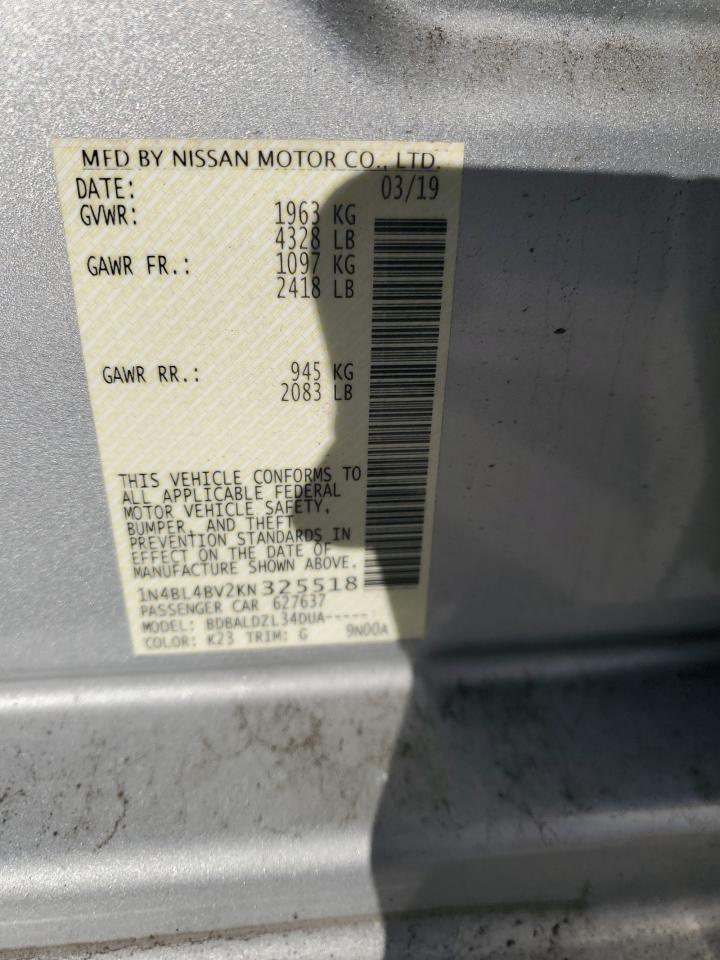 MFD BY NISSAN MOTOR CO., LTD.
DATE: 03/19
GVWR: 1963 KG
4328 LB
GAWR FR.: 1097 KG
2418 LB
GAWR RR.: 945 KG
2083 LB
THIS VEHICLE CONFORMS TO
ALL APPLICABLE FEDERAL
MOTOR VEHICLE SAFETY,
BUMPER, AND THEFT
PREVENTION STANDARDS IN
EFFECT ON THE DATE OF
MANUFACTURE SHOWN ABOVE.
1N4BL4BV2KN325518
PASSENGER CAR 627637
MODEL: BDBALDZL34DUA-----
COLOR: K23 TRIM: G 9N00A